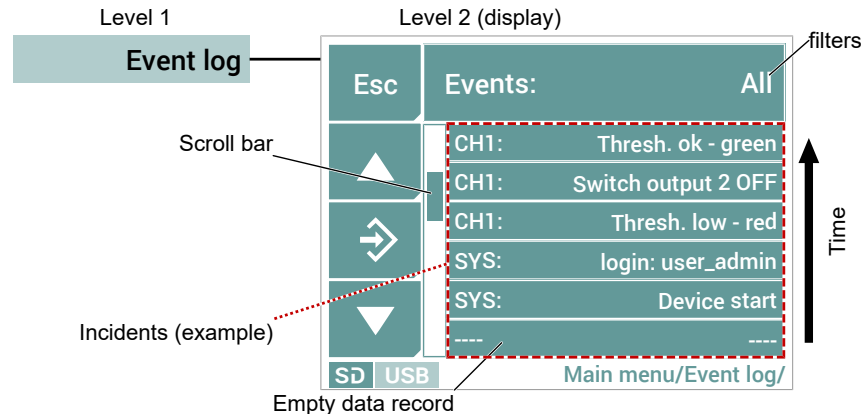 Level 1
Level 2 (display)
filters
Event log
Esc
Events: All
Scroll bar
CH1: Thresh. ok - green
CH1: Switch output 2 OFF
CH1: Thresh. low - red
Time
SYS: login: user_admin
SYS: Device start
Incidents (example)
---- ----
SD USB Main menu/Event log/
Empty data record